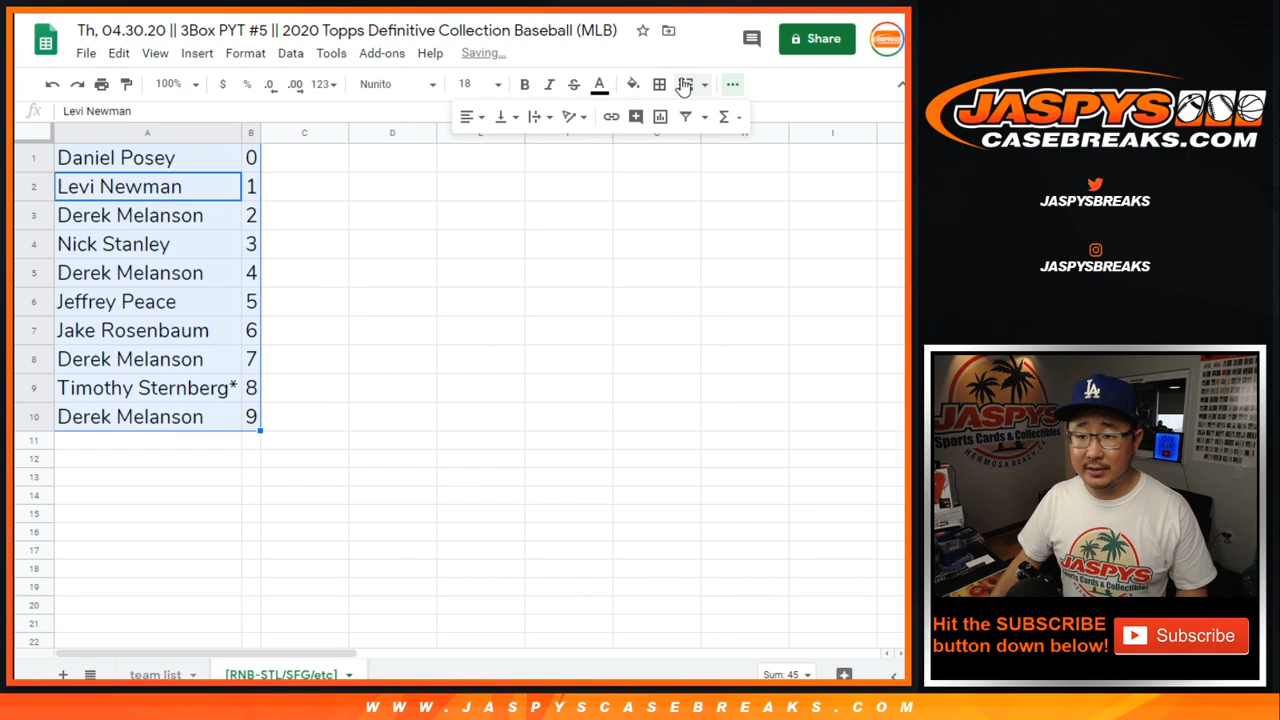 Th, 04.30.20 || 3Box PYT #5 || 2020 Topps Definitive Collection Baseball (MLB)
File Edit View Insert Format Data Tools Add-ons Help Saving...
Share
100% $ % .0 .00 123 Nunito 18 B I S A
fx Levi Newman
A B C D H I
1 Daniel Posey 0
2 Levi Newman 1
3 Derek Melanson 2
4 Nick Stanley 3
5 Derek Melanson 4
6 Jeffrey Peace 5
7 Jake Rosenbaum 6
8 Derek Melanson 7
9 Timothy Sternberg* 8
10 Derek Melanson 9
11
12
13
14
15
16
17
18
19
20
21
22
team list [RNB-STL/SFG/etc] Sum: 45
JASPYS
CASEBREAKS.COM
JASPYSBREAKS
JASPYSBREAKS
JASPYS
Sports Cards & Collectibles
HERMOSA BEACH, CA
ON AIR
LA
JASPYS
Hit the SUBSCRIBE
button down below!
Subscribe
WWW.JASPYSCASEBREAKS.COM